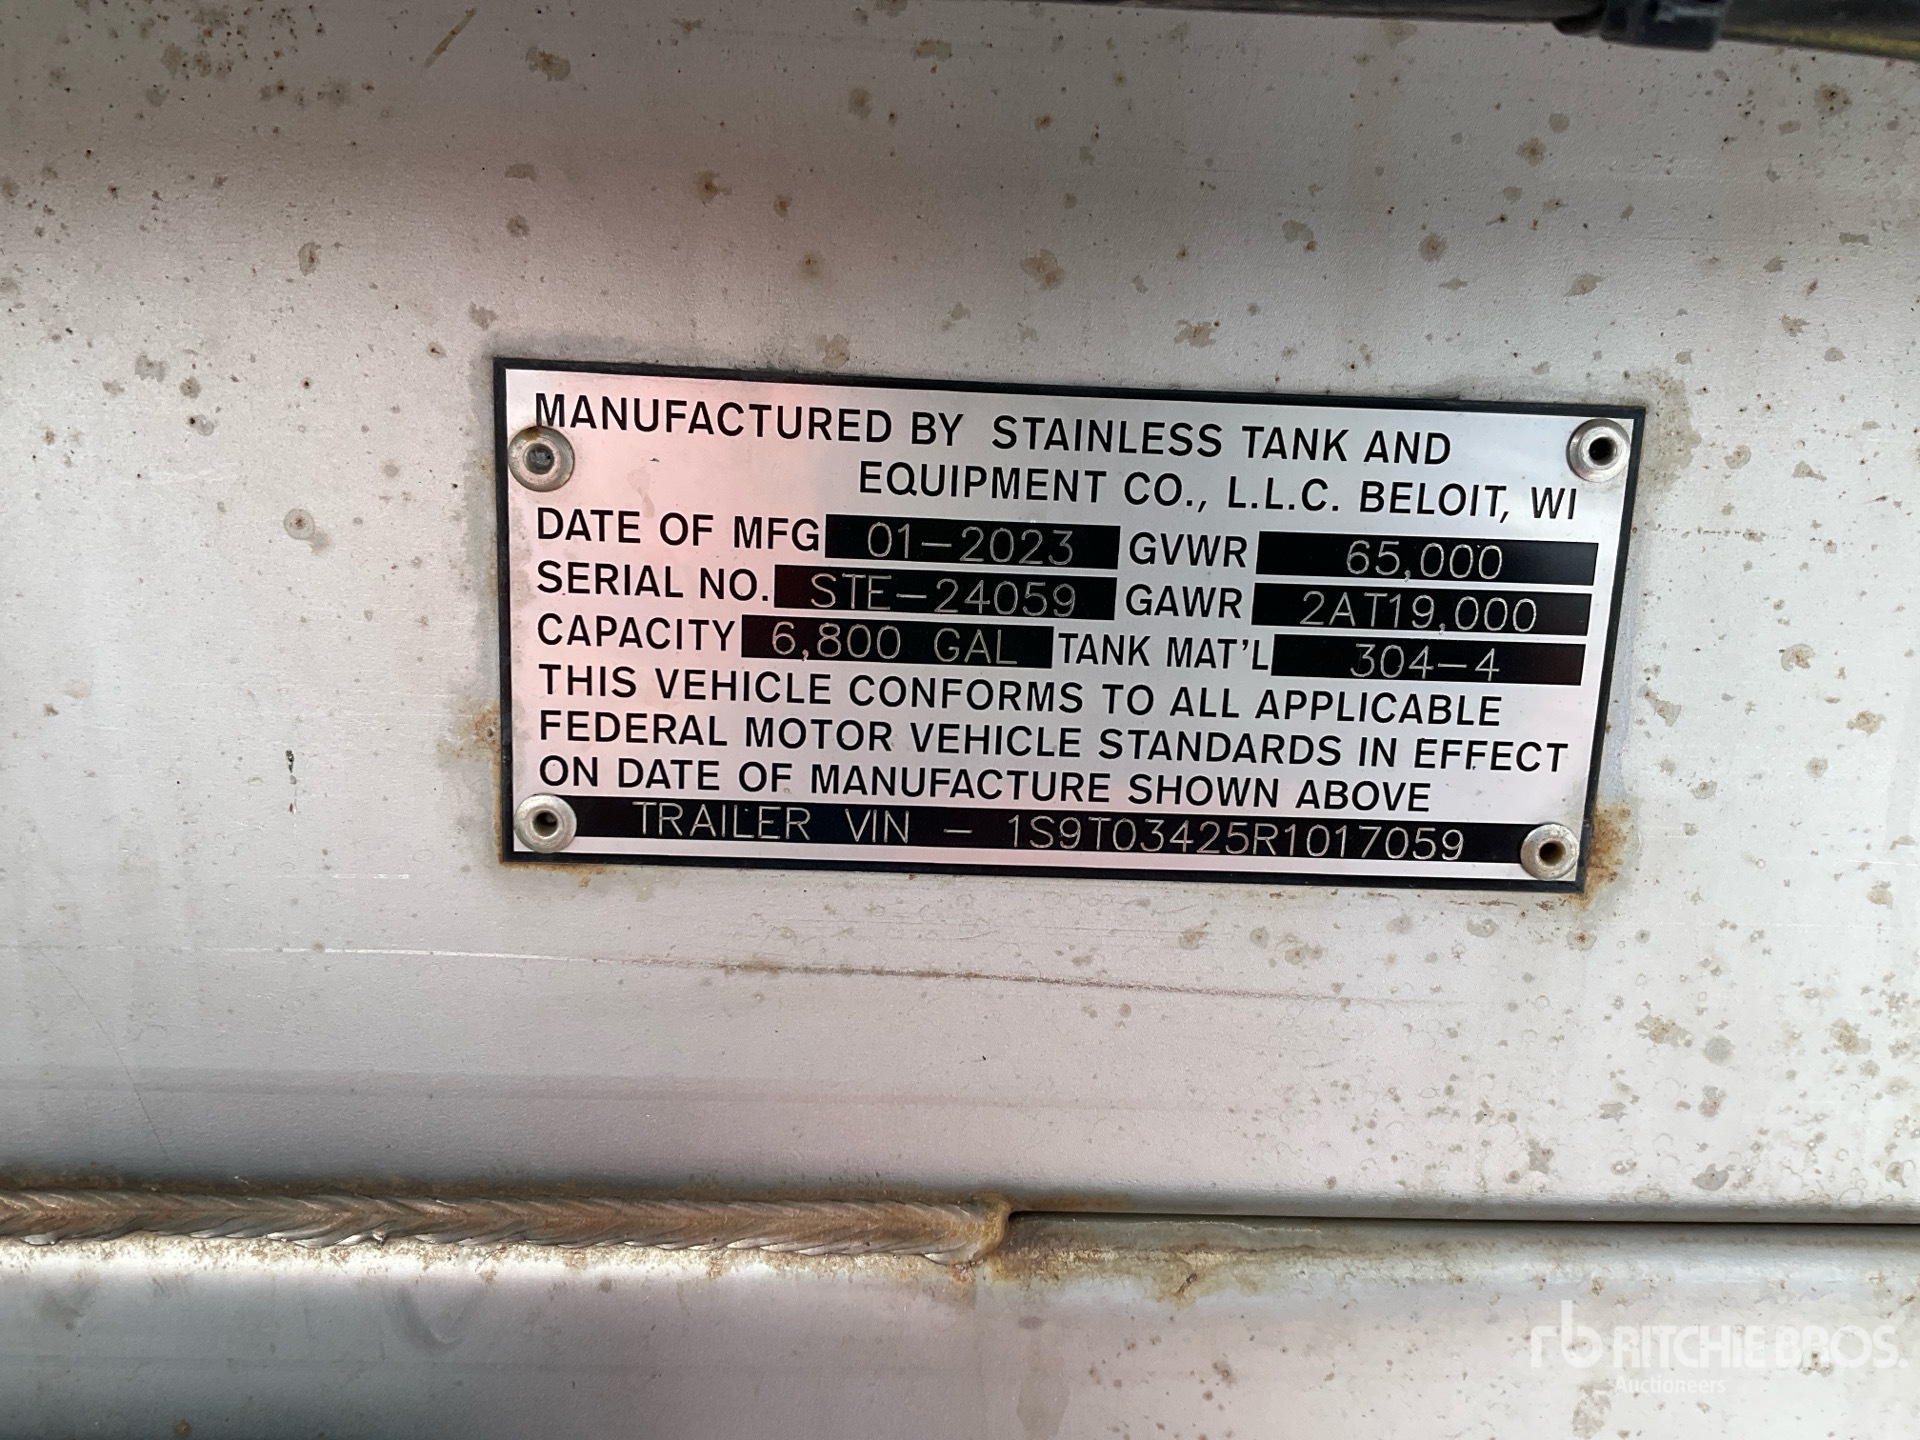 MANUFACTURED BY STAINLESS TANK AND
EQUIPMENT CO., L.L.C. BELOIT, WI
DATE OF MFG 01-2023 GVWR 65,000
SERIAL NO. STE-24059 GAWR 2AT19,000
CAPACITY 6,800 GAL TANK MAT'L 304-4
THIS VEHICLE CONFORMS TO ALL APPLICABLE
FEDERAL MOTOR VEHICLE STANDARDS IN EFFECT
ON DATE OF MANUFACTURE SHOWN ABOVE
TRAILER VIN - 1S9T03425R1017059
rb RITCHIE BROS.
Auctioneers